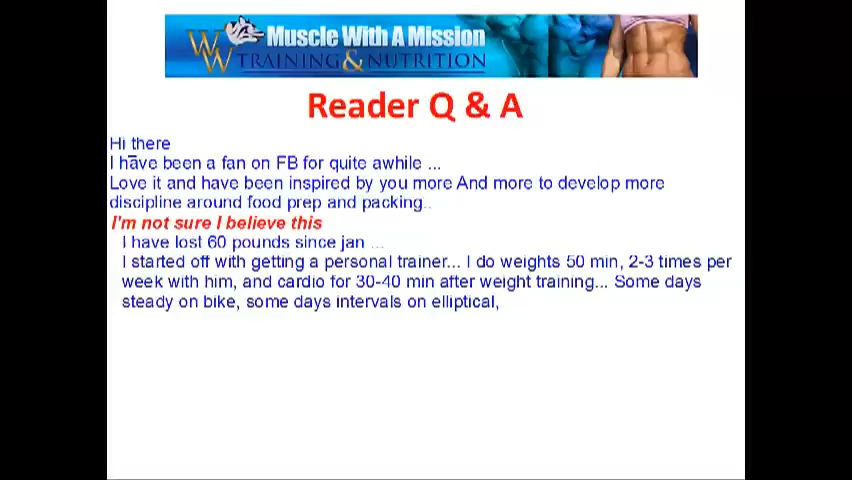 WW Muscle With A Mission
TRAINING & NUTRITION
Reader Q & A
Hi there
I have been a fan on FB for quite awhile ...
Love it and have been inspired by you more And more to develop more
discipline around food prep and packing..
I'm not sure I believe this
I have lost 60 pounds since jan ...
I started off with getting a personal trainer... I do weights 50 min, 2-3 times per
week with him, and cardio for 30-40 min after weight training... Some days
steady on bike, some days intervals on elliptical,